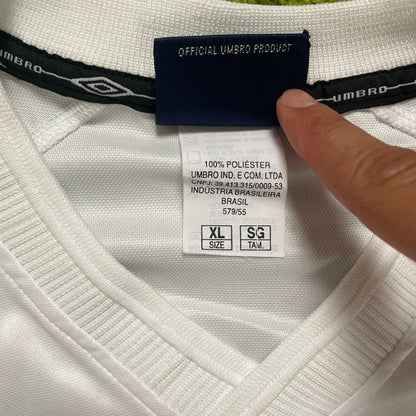 OFFICIAL UMBRO PRODUCT
UMBRO
UMBRO
100% POLIÉSTER
UMBRO IND. E COM. LTDA
CNPJ: 39.413.315/0009-53
INDÚSTRIA BRASILEIRA
BRASIL
579/55
XL SG
SIZE TAM.